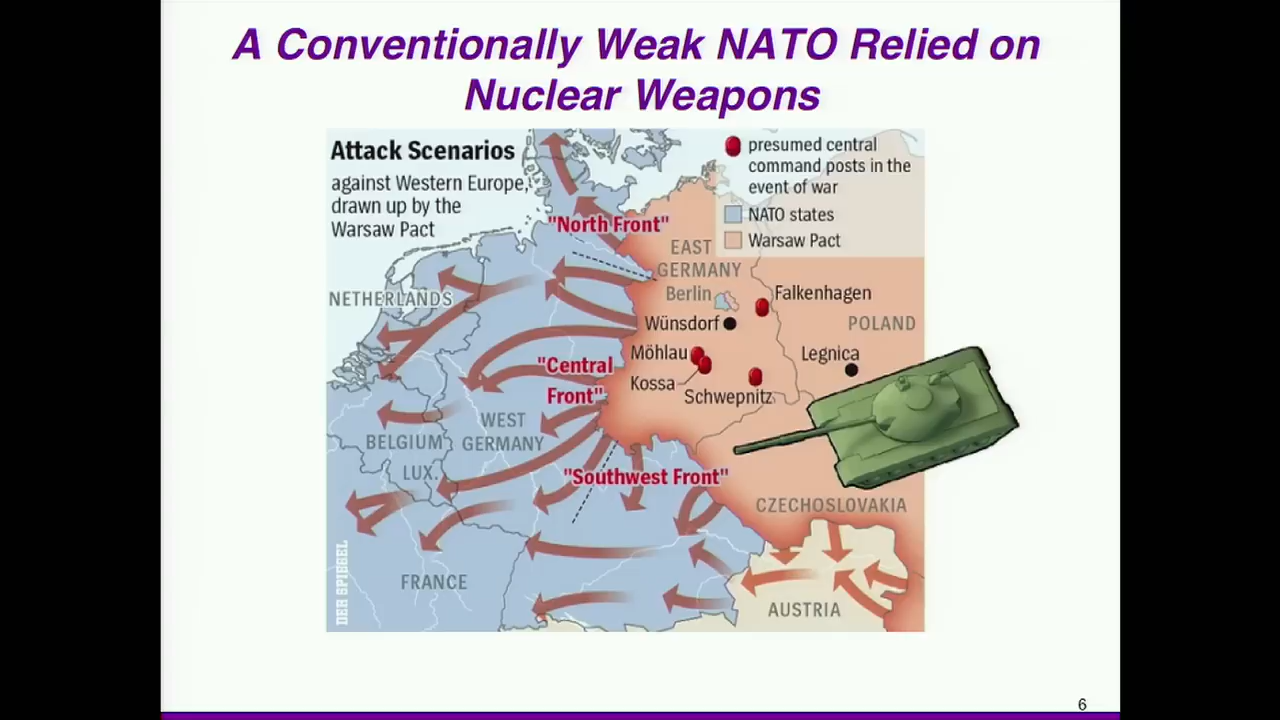 A Conventionally Weak NATO Relied on
Nuclear Weapons
Attack Scenarios
against Western Europe,
drawn up by the
Warsaw Pact
presumed central
command posts in the
event of war
NATO states
Warsaw Pact
"North Front"
EAST
GERMANY
Berlin
NETHERLANDS
Falkenhagen
Wünsdorf
POLAND
Möhlau
Legnica
"Central
Front"
Kossa
Schwepnitz
WEST
GERMANY
BELGIUM
LUX.
"Southwest Front"
CZECHOSLOVAKIA
FRANCE
AUSTRIA
DER SPIEGEL
6